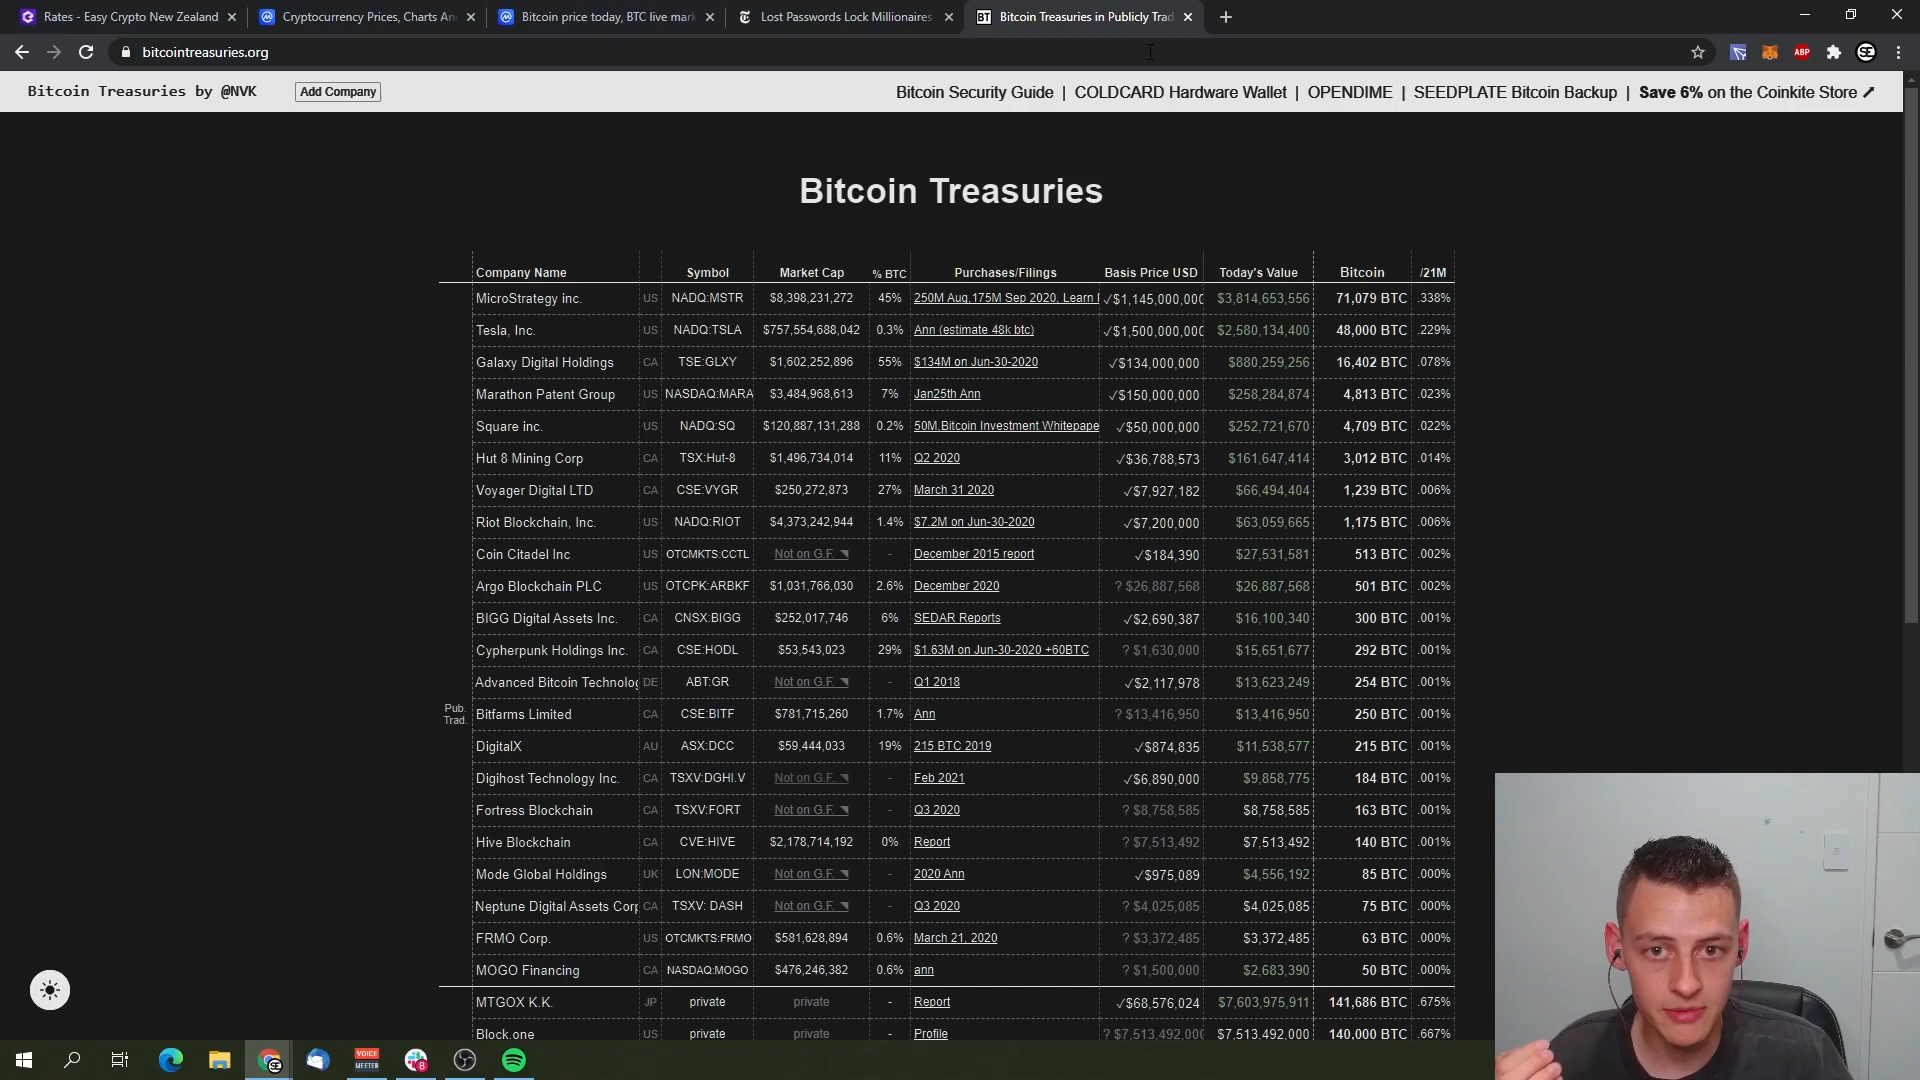 Rates - Easy Crypto New Zealand
Cryptocurrency Prices, Charts An
Bitcoin price today, BTC live mark
Lost Passwords Lock Millionaires
BT Bitcoin Treasuries in Publicly Trad
bitcointreasuries.org
ABP
SE
Bitcoin Treasuries by @NVK
Add Company
Bitcoin Security Guide | COLDCARD Hardware Wallet | OPENDIME | SEEDPLATE Bitcoin Backup | Save 6% on the Coinkite Store
Bitcoin Treasuries
Company Name Symbol Market Cap % BTC Purchases/Filings Basis Price USD Today's Value Bitcoin /21M
MicroStrategy inc. US NADQ:MSTR $8,398,231,272 45% 250M Aug,175M Sep 2020, Learn ✓$1,145,000,000 $3,814,653,556 71,079 BTC .338%
Tesla, Inc. US NADQ:TSLA $757,554,688,042 0.3% Ann (estimate 48k btc) ✓$1,500,000,000 $2,580,134,400 48,000 BTC .229%
Galaxy Digital Holdings CA TSE:GLXY $1,602,252,896 55% $134M on Jun-30-2020 ✓$134,000,000 $880,259,256 16,402 BTC .078%
Marathon Patent Group US NASDAQ:MARA $3,484,968,613 7% Jan25th Ann ✓$150,000,000 $258,284,874 4,813 BTC .023%
Square inc. US NADQ:SQ $120,887,131,288 0.2% 50M.Bitcoin Investment Whitepape ✓$50,000,000 $252,721,670 4,709 BTC .022%
Hut 8 Mining Corp CA TSX:Hut-8 $1,496,734,014 11% Q2 2020 ✓$36,788,573 $161,647,414 3,012 BTC .014%
Voyager Digital LTD CA CSE:VYGR $250,272,873 27% March 31 2020 ✓$7,927,182 $66,494,404 1,239 BTC .006%
Riot Blockchain, Inc. US NADQ:RIOT $4,373,242,944 1.4% $7.2M on Jun-30-2020 ✓$7,200,000 $63,059,665 1,175 BTC .006%
Coin Citadel Inc US OTCMKTS:CCTL Not on G.F. - December 2015 report ✓$184,390 $27,531,581 513 BTC .002%
Argo Blockchain PLC US OTCPK:ARBKF $1,031,766,030 2.6% December 2020 ? $26,887,568 $26,887,568 501 BTC .002%
BIGG Digital Assets Inc. CA CNSX:BIGG $252,017,746 6% SEDAR Reports ✓$2,690,387 $16,100,340 300 BTC .001%
Cypherpunk Holdings Inc. CA CSE:HODL $53,543,023 29% $1.63M on Jun-30-2020 +60BTC ? $1,630,000 $15,651,677 292 BTC .001%
Advanced Bitcoin Technolog DE ABT:GR Not on G.F. - Q1 2018 ✓$2,117,978 $13,623,249 254 BTC .001%
Pub. Trad.
Bitfarms Limited CA CSE:BITF $781,715,260 1.7% Ann ? $13,416,950 $13,416,950 250 BTC .001%
DigitalX AU ASX:DCC $59,444,033 19% 215 BTC 2019 ✓$874,835 $11,538,577 215 BTC .001%
Digihost Technology Inc. CA TSXV:DGHI.V Not on G.F. - Feb 2021 ✓$6,890,000 $9,858,775 184 BTC .001%
Fortress Blockchain CA TSXV:FORT Not on G.F. - Q3 2020 ? $8,758,585 $8,758,585 163 BTC .001%
Hive Blockchain CA CVE:HIVE $2,178,714,192 0% Report ? $7,513,492 $7,513,492 140 BTC .001%
Mode Global Holdings UK LON:MODE Not on G.F. - 2020 Ann ✓$975,089 $4,556,192 85 BTC .000%
Neptune Digital Assets Corp CA TSXV: DASH Not on G.F. - Q3 2020 ? $4,025,085 $4,025,085 75 BTC .000%
FRMO Corp. US OTCMKTS:FRMO $581,628,894 0.6% March 21, 2020 ? $3,372,485 $3,372,485 63 BTC .000%
MOGO Financing CA NASDAQ:MOGO $476,246,382 0.6% ann ? $1,500,000 $2,683,390 50 BTC .000%
MTGOX K.K. JP private private - Report ✓$68,576,024 $7,603,975,911 141,686 BTC .675%
Block.one US private private - Profile ? $7,513,492,000 $7,513,492,000 140,000 BTC .667%
VOICE
MEETER
8